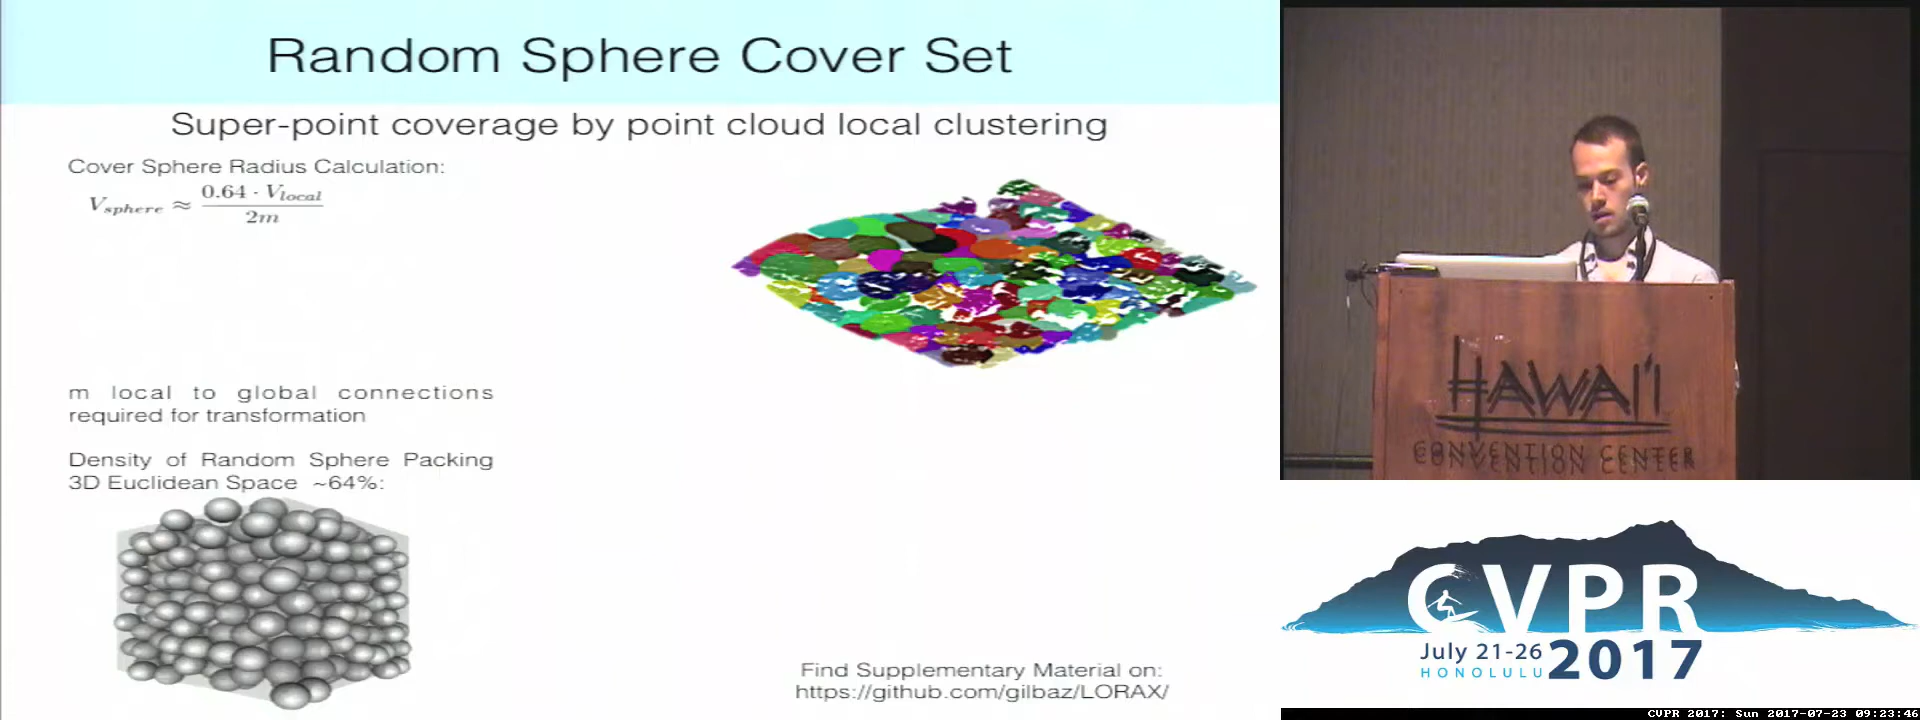 Random Sphere Cover Set
Super-point coverage by point cloud local clustering
Cover Sphere Radius Calculation:
V_sphere ≈ 0.64 · V_local / 2m
m local to global connections
required for transformation
Density of Random Sphere Packing
3D Euclidean Space ~64%:
Find Supplementary Material on:
https://github.com/gilbaz/LORAX/
HAWAI'I
CONVENTION CENTER
CVPR
July 21-26
HONOLULU
2017
CVPR 2017: Sun 2017-07-23 09:23:46